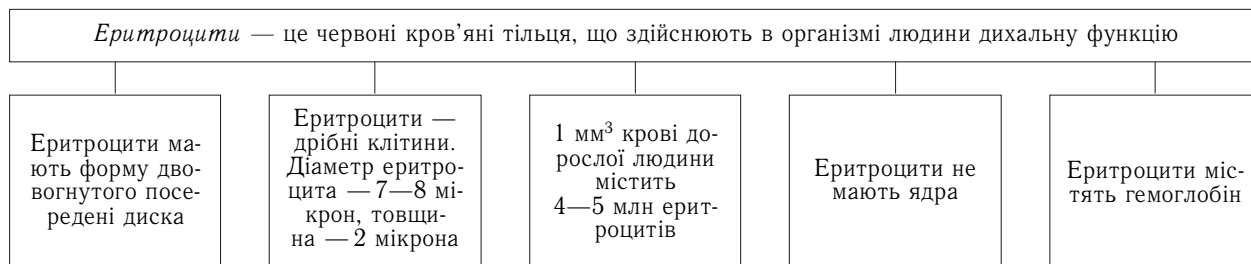 Еритроцити — це червоні кров’яні тільця, що здійснюють в організмі людини дихальну функцію
Еритроцити ма-
ють форму дво-
вогнутого посе-
редені диска
Еритроцити —
дрібні клітини.
Діаметр еритро-
цита — 7—8 мі-
крон, товщи-
на — 2 мікрона
1 мм³ крові до-
рослої людини
містить
4—5 млн ерит-
роцитів
Еритроцити не
мають ядра
Еритроцити міс-
тять гемоглобін